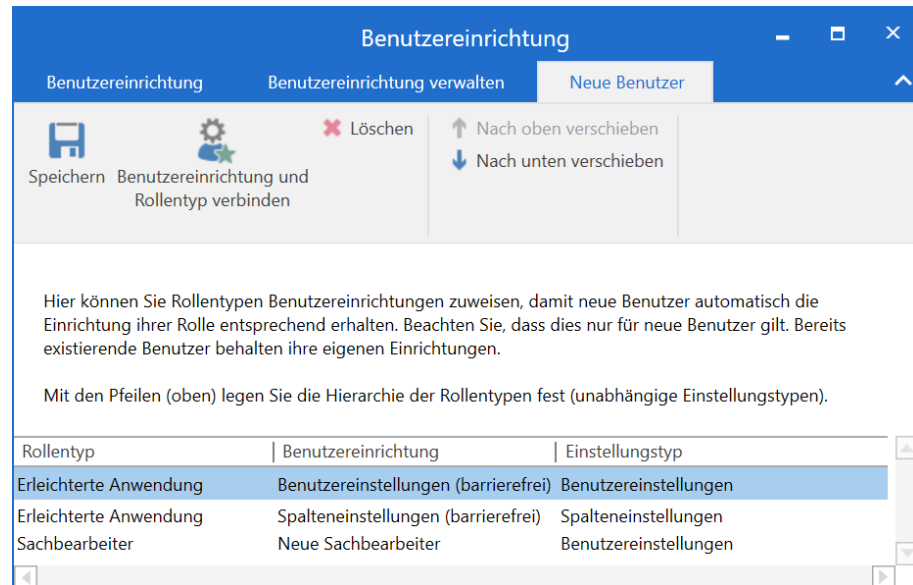 Benutzereinrichtung
Benutzereinrichtung
Benutzereinrichtung verwalten
Neue Benutzer
Speichern
Benutzereinrichtung und
Rollentyp verbinden
Löschen
Nach oben verschieben
Nach unten verschieben
Hier können Sie Rollentypen Benutzereinrichtungen zuweisen, damit neue Benutzer automatisch die
Einrichtung ihrer Rolle entsprechend erhalten. Beachten Sie, dass dies nur für neue Benutzer gilt. Bereits
existierende Benutzer behalten ihre eigenen Einrichtungen.
Mit den Pfeilen (oben) legen Sie die Hierarchie der Rollentypen fest (unabhängige Einstellungstypen).
Rollentyp Benutzereinrichtung Einstellungstyp
Erleichterte Anwendung Benutzereinstellungen (barrierefrei) Benutzereinstellungen
Erleichterte Anwendung Spalteneinstellungen (barrierefrei) Spalteneinstellungen
Sachbearbeiter Neue Sachbearbeiter Benutzereinstellungen